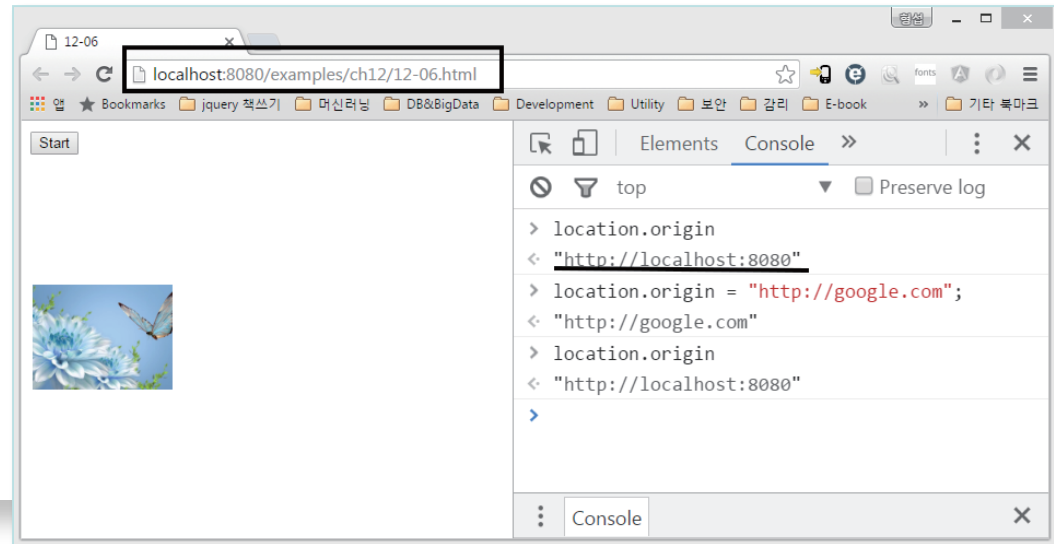 형섭
12-06
localhost:8080/examples/ch12/12-06.html
앱 Bookmarks jquery 책쓰기 머신러닝 DB&BigData Development Utility 보안 감리 E-book » 기타 북마크
fonts
Start
Elements Console »
top Preserve log
> location.origin
"http://localhost:8080"
> location.origin = "http://google.com";
"http://google.com"
> location.origin
"http://localhost:8080"
>
Console